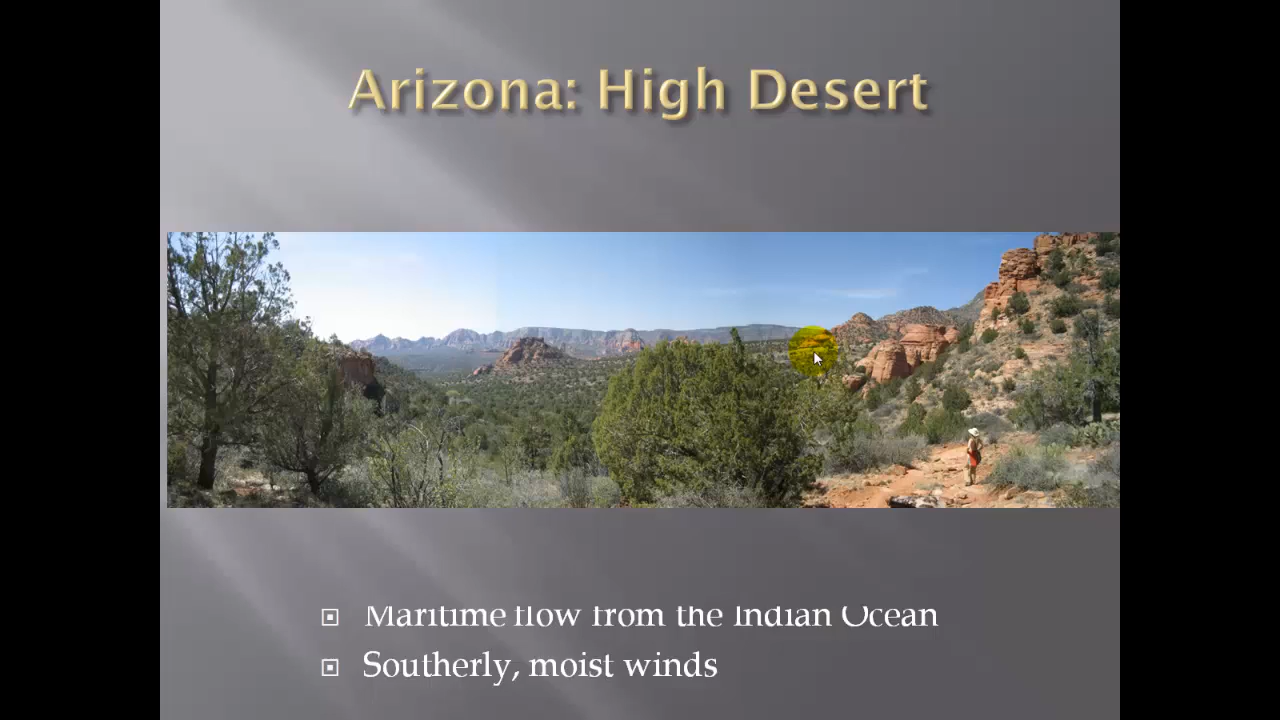 Arizona: High Desert
Maritime flow from the Indian Ocean
Southerly, moist winds